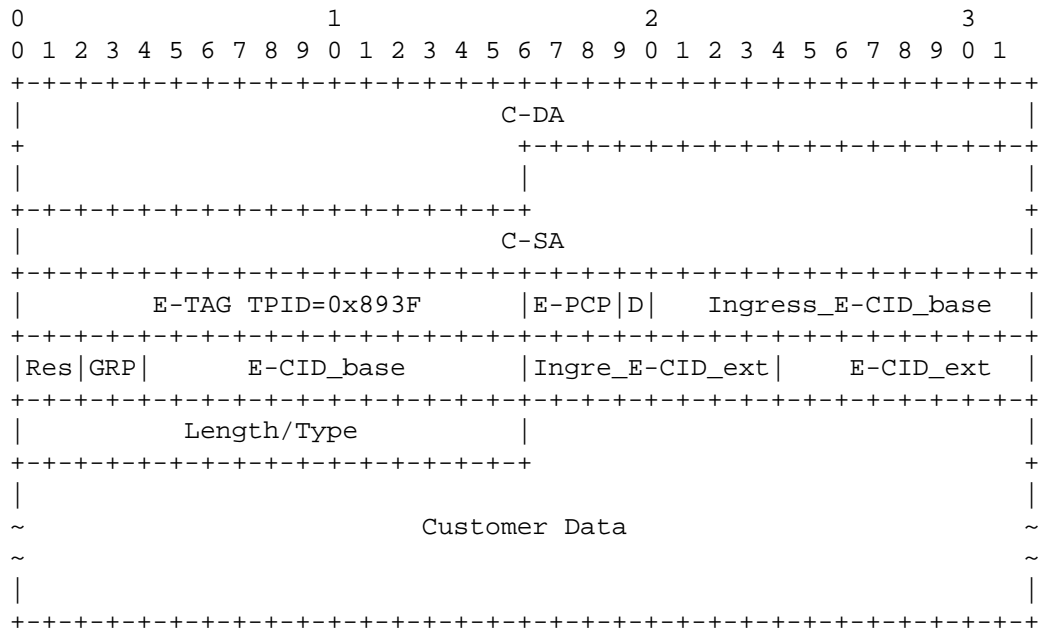 0                   1                   2                   3
0 1 2 3 4 5 6 7 8 9 0 1 2 3 4 5 6 7 8 9 0 1 2 3 4 5 6 7 8 9 0 1
+-+-+-+-+-+-+-+-+-+-+-+-+-+-+-+-+-+-+-+-+-+-+-+-+-+-+-+-+-+-+-+-+
|                              C-DA                             |
+                               +-+-+-+-+-+-+-+-+-+-+-+-+-+-+-+-+
|                               |                               |
+-+-+-+-+-+-+-+-+-+-+-+-+-+-+-+-+                               +
|                              C-SA                             |
+-+-+-+-+-+-+-+-+-+-+-+-+-+-+-+-+-+-+-+-+-+-+-+-+-+-+-+-+-+-+-+-+
|        E-TAG TPID=0x893F      |E-PCP|D|   Ingress_E-CID_base  |
+-+-+-+-+-+-+-+-+-+-+-+-+-+-+-+-+-+-+-+-+-+-+-+-+-+-+-+-+-+-+-+-+
|Res|GRP|      E-CID_base       |Ingre_E-CID_ext|    E-CID_ext  |
+-+-+-+-+-+-+-+-+-+-+-+-+-+-+-+-+-+-+-+-+-+-+-+-+-+-+-+-+-+-+-+-+
|          Length/Type          |                               |
+-+-+-+-+-+-+-+-+-+-+-+-+-+-+-+-+                               +
|                                                               |
~                         Customer Data                         ~
~                                                               ~
|                                                               |
+-+-+-+-+-+-+-+-+-+-+-+-+-+-+-+-+-+-+-+-+-+-+-+-+-+-+-+-+-+-+-+-+